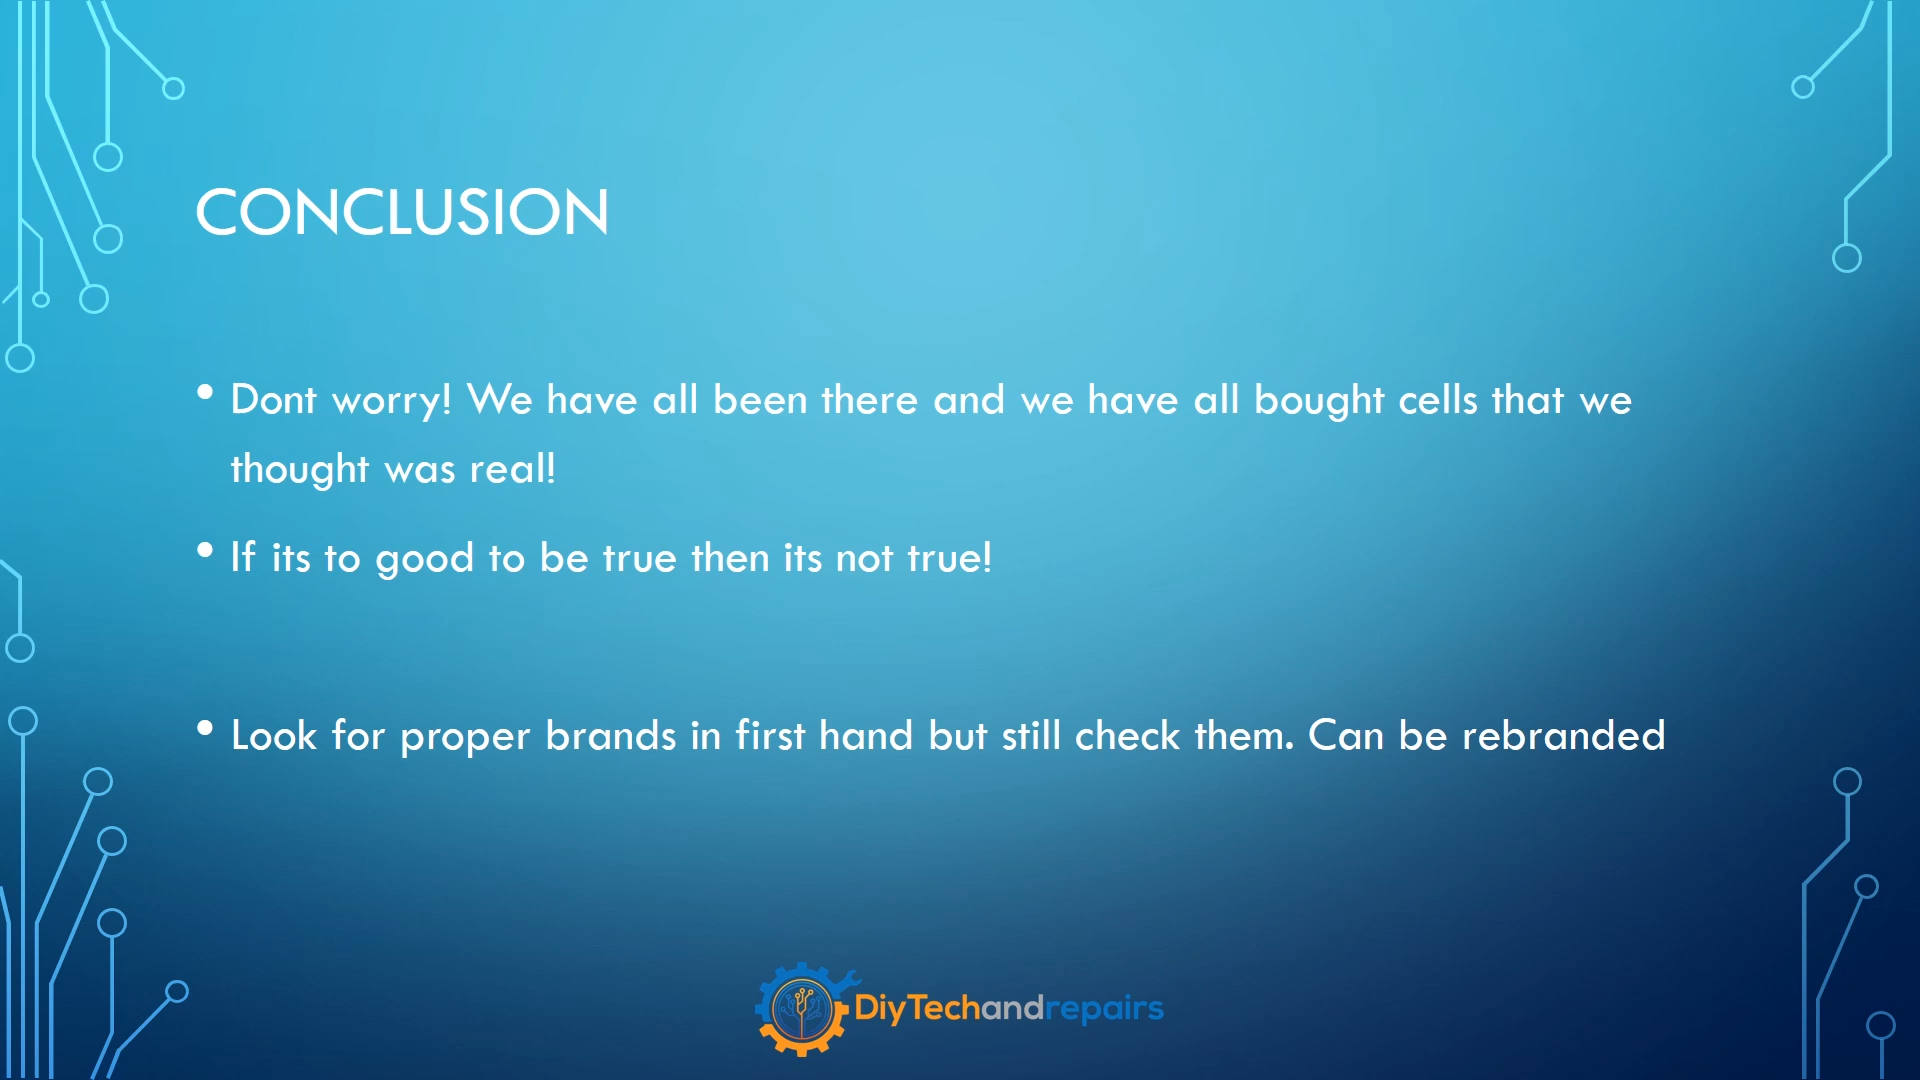 CONCLUSION
• Dont worry! We have all been there and we have all bought cells that we
thought was real!
• If its to good to be true then its not true!
• Look for proper brands in first hand but still check them. Can be rebranded
DiyTechandrepairs